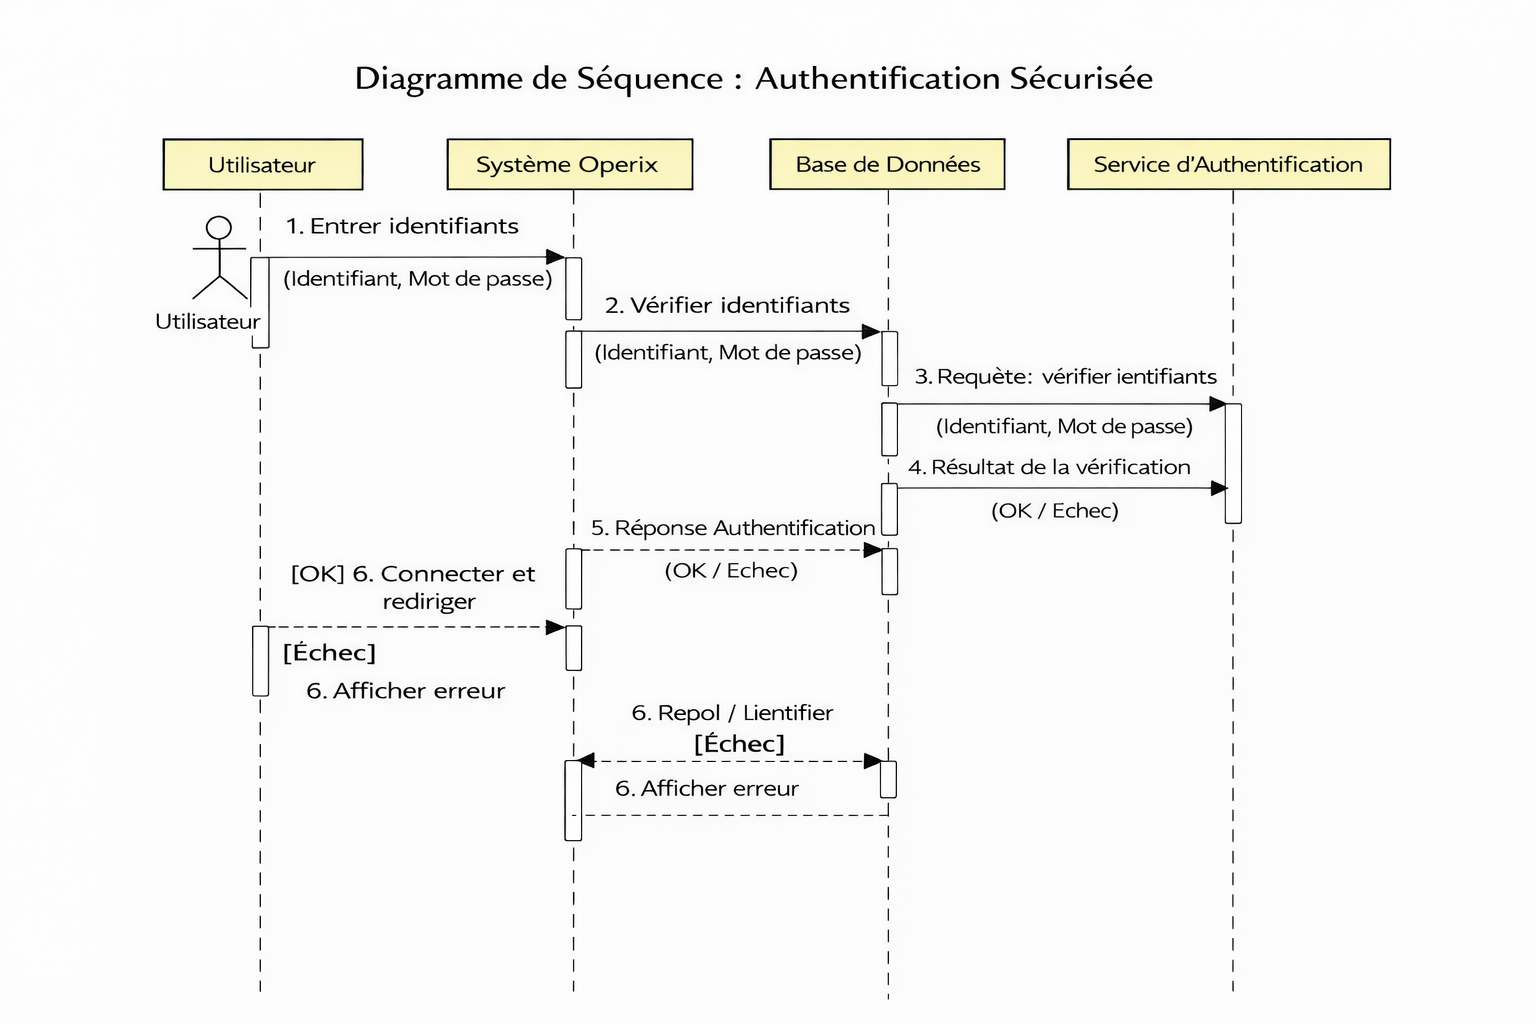 Diagramme de Séquence : Authentification Sécurisée
Utilisateur
Système Operix
Base de Données
Service d'Authentification
1. Entrer identifiants
(Identifiant, Mot de passe)
Utilisateur
2. Vérifier identifiants
(Identifiant, Mot de passe)
3. Requète: vérifier ientifiants
(Identifiant, Mot de passe)
4. Résultat de la vérification
(OK / Echec)
5. Réponse Authentification
(OK / Echec)
[OK] 6. Connecter et
rediriger
[Échec]
6. Afficher erreur
6. Repol / Lientifier
[Échec]
6. Afficher erreur